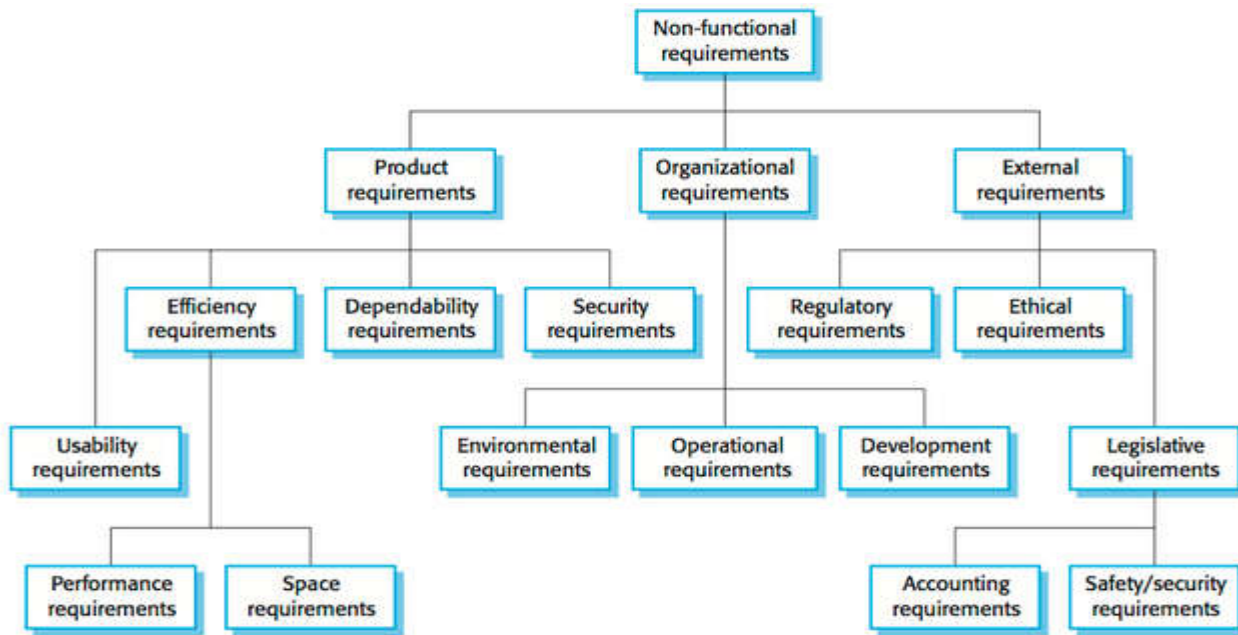 Non-functional
requirements
Product
requirements
Organizational
requirements
External
requirements
Efficiency
requirements
Dependability
requirements
Security
requirements
Regulatory
requirements
Ethical
requirements
Usability
requirements
Environmental
requirements
Operational
requirements
Development
requirements
Legislative
requirements
Performance
requirements
Space
requirements
Accounting
requirements
Safety/security
requirements